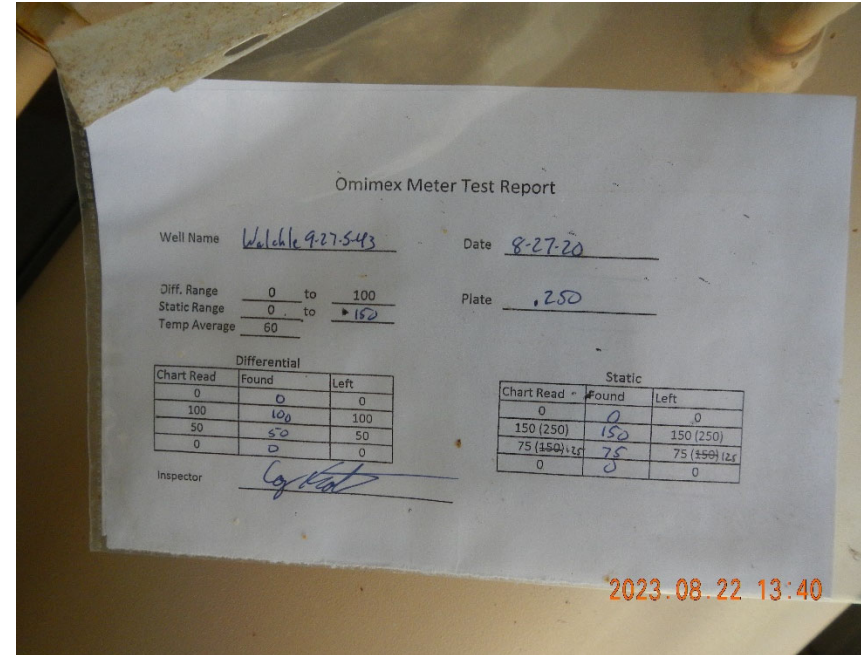 Omimex Meter Test Report
Well Name Walchle 9-27-5-43 Date 8-27-20
Diff. Range 0 to 100 Plate .250
Static Range 0 to 150
Temp Average 60
Differential
Chart Read Found Left
0 0 0
100 100 100
50 50 50
0 0 0
Static
Chart Read Found Left
0 0 0
150 (250) 150 150 (250)
75 (150) 125 75 75 (150) 125
0 0 0
Inspector
2023.08.22 13:40